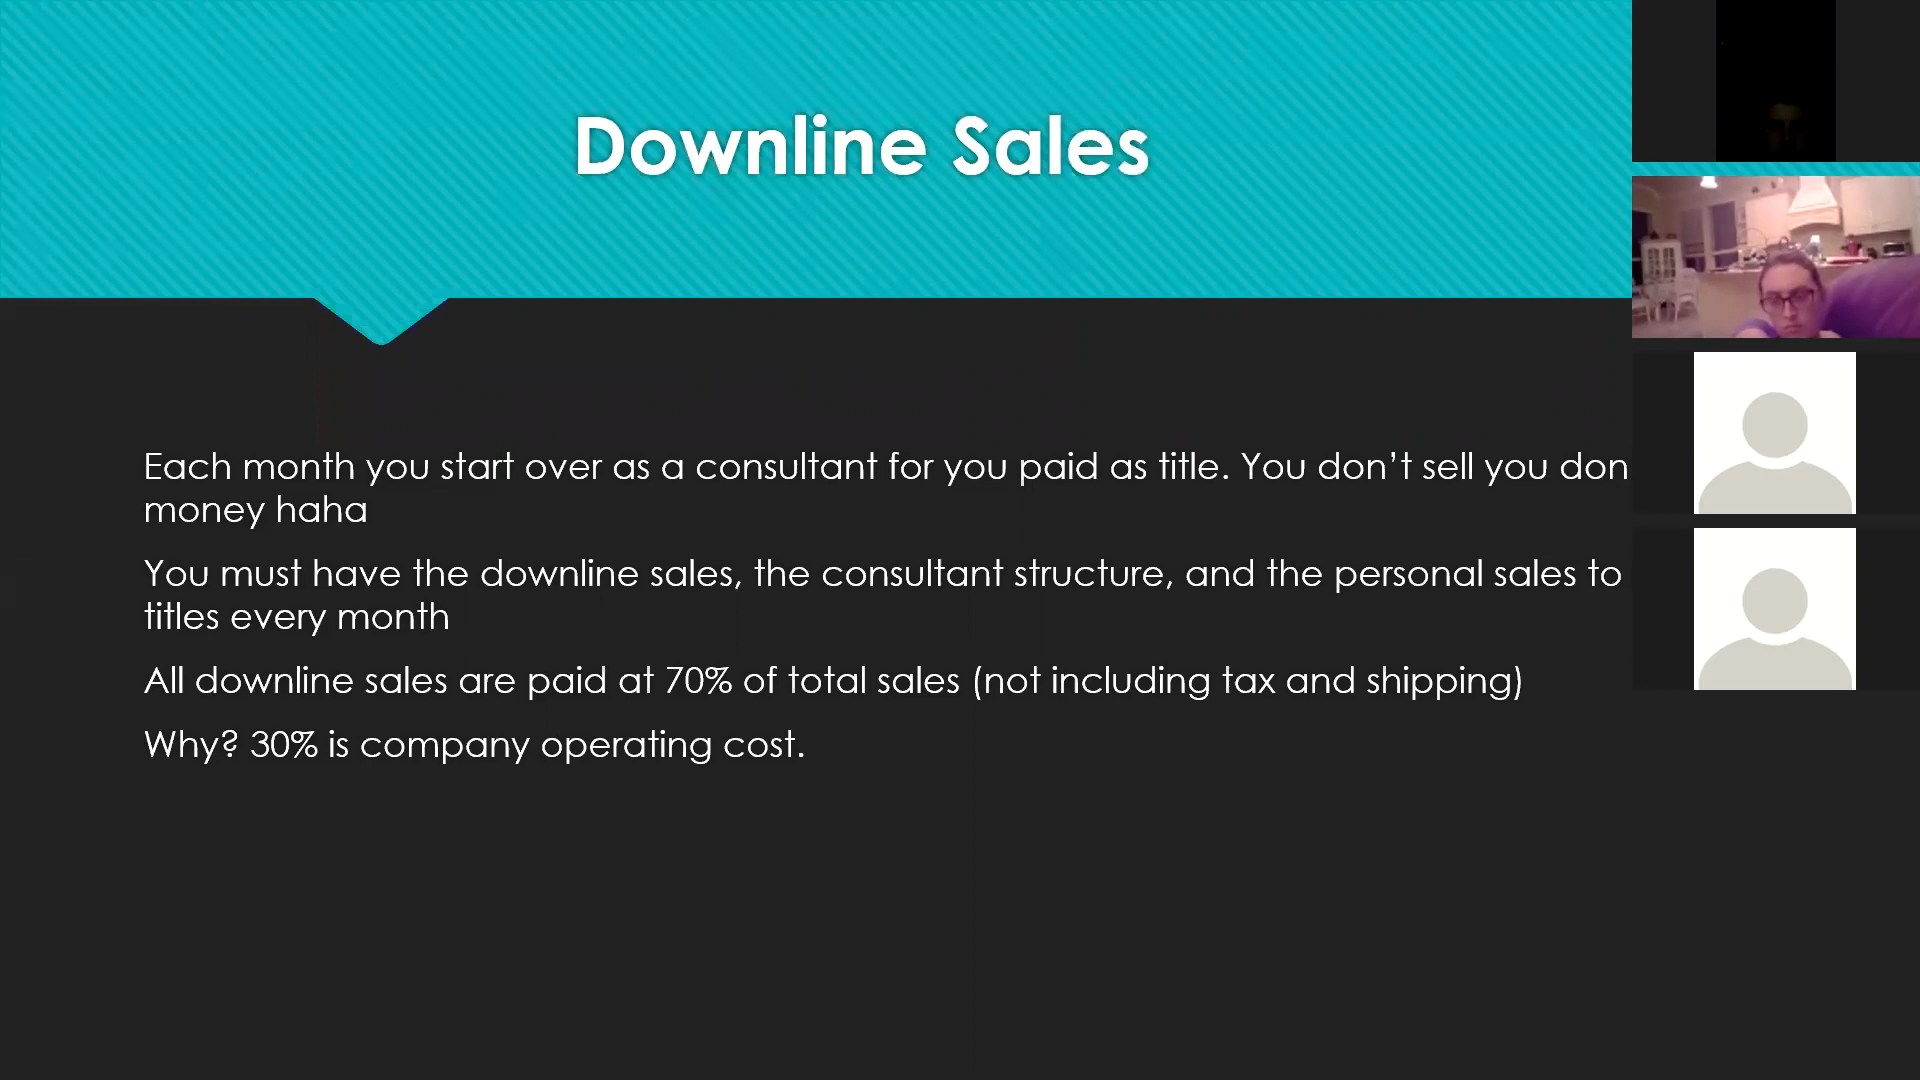 Downline Sales
Each month you start over as a consultant for you paid as title. You don’t sell you don
money haha
You must have the downline sales, the consultant structure, and the personal sales to
titles every month
All downline sales are paid at 70% of total sales (not including tax and shipping)
Why? 30% is company operating cost.